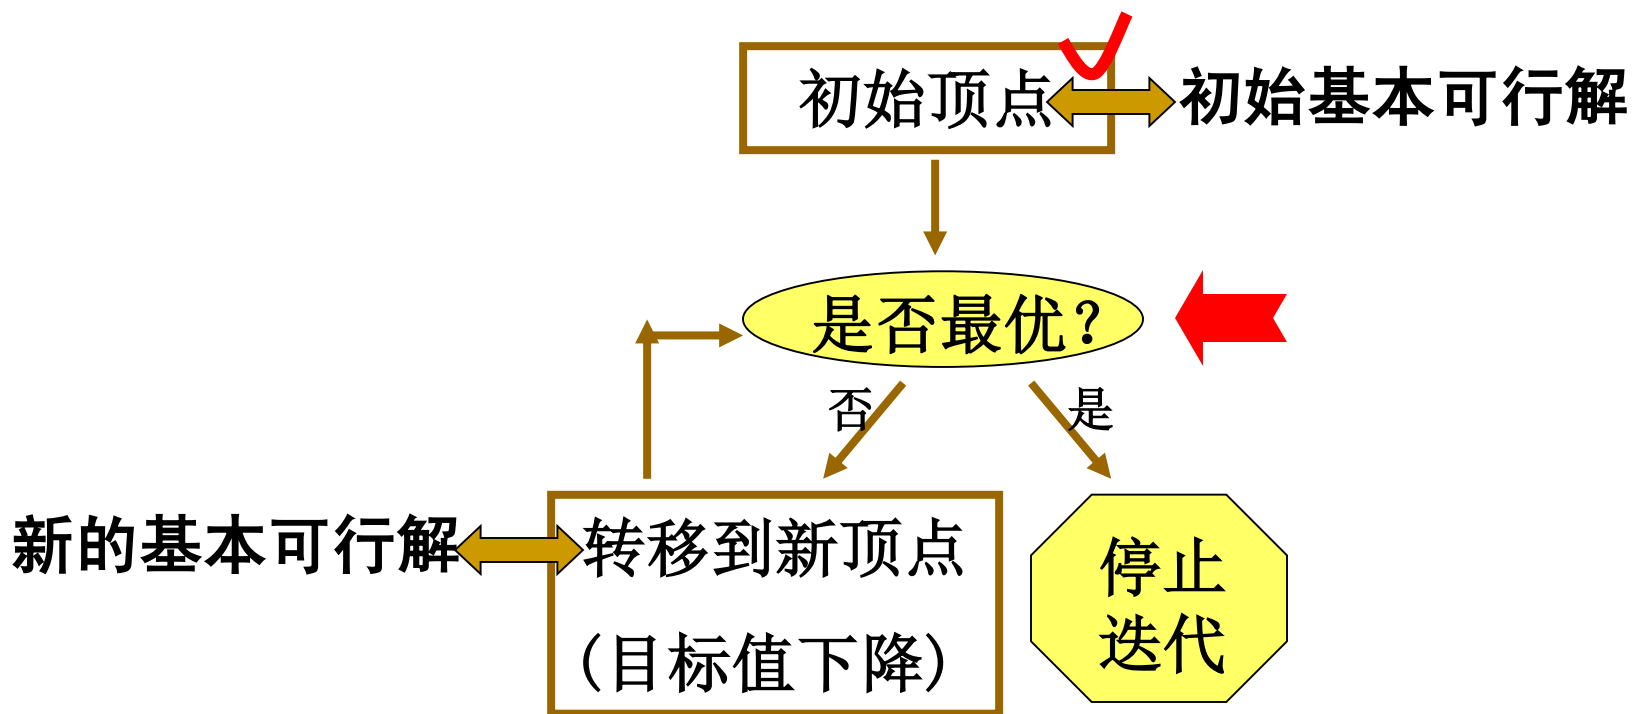 初始顶点
初始基本可行解
是否最优？
否
是
新的基本可行解
转移到新顶点
(目标值下降)
停止
迭代